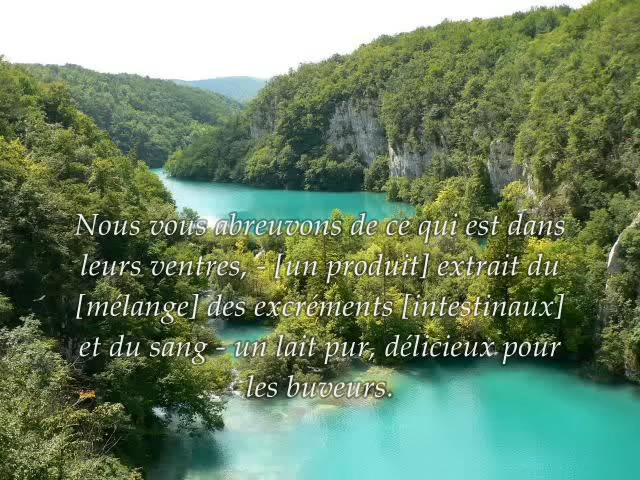 Nous vous abreuvons de ce qui est dans
leurs ventres, - [un produit] extrait du
[mélange] des excréments [intestinaux]
et du sang - un lait pur, délicieux pour
les buveurs.